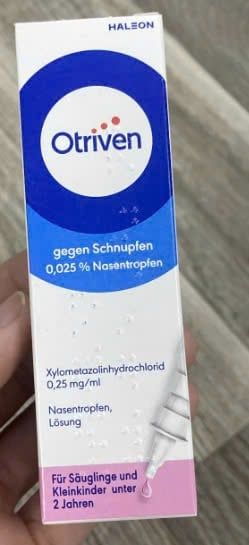 HALEON
Otriven
gegen Schnupfen
0,025 % Nasentropfen
Xylometazolinhydrochlorid
0,25 mg/ml
Nasentropfen,
Lösung
Für Säuglinge und
Kleinkinder unter
2 Jahren